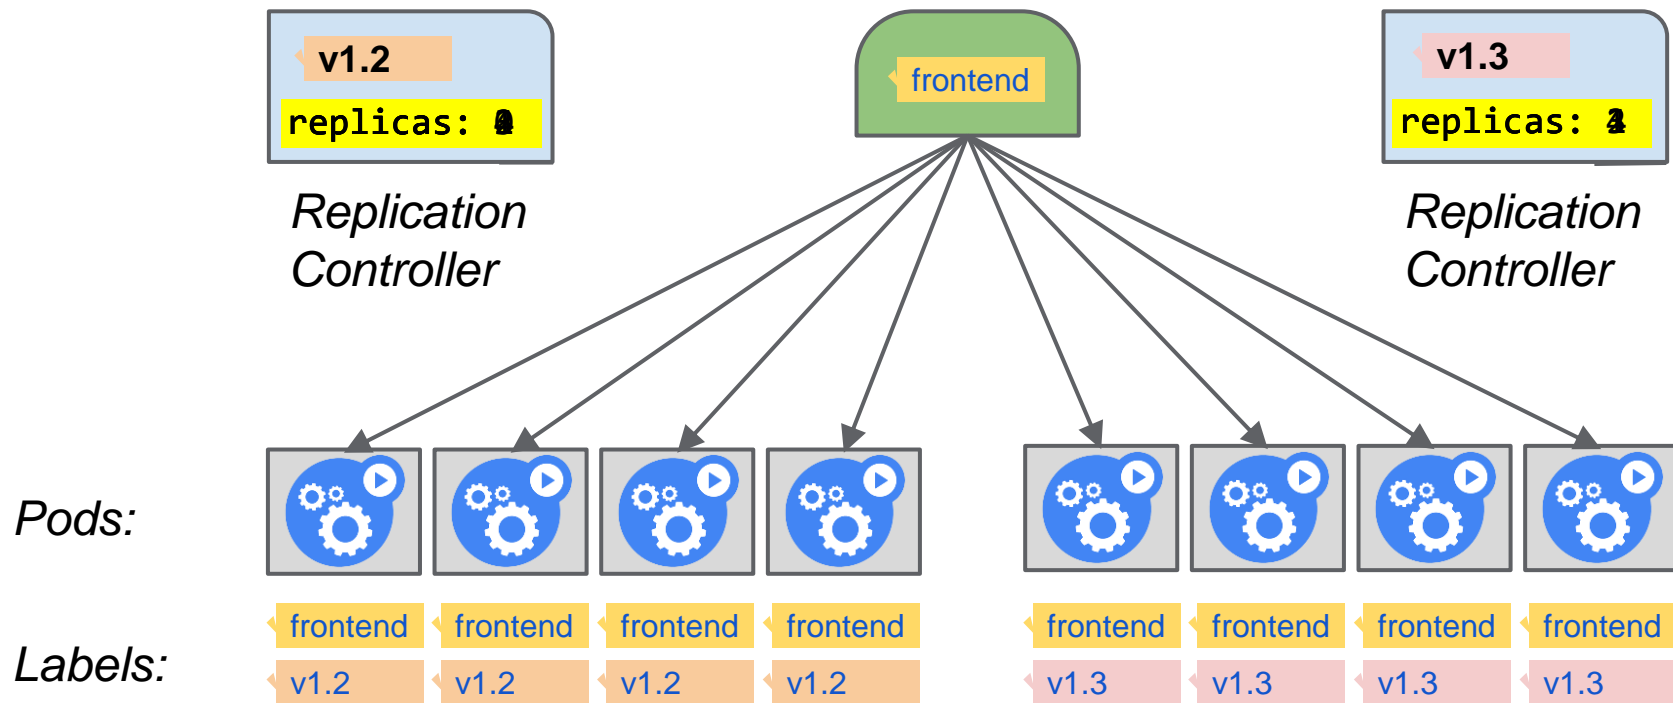 v1.2
replicas:
Replication
Controller
frontend
v1.3
replicas:
Replication
Controller
Pods:
Labels:
frontend frontend frontend frontend frontend frontend frontend frontend
v1.2 v1.2 v1.2 v1.2 v1.3 v1.3 v1.3 v1.3